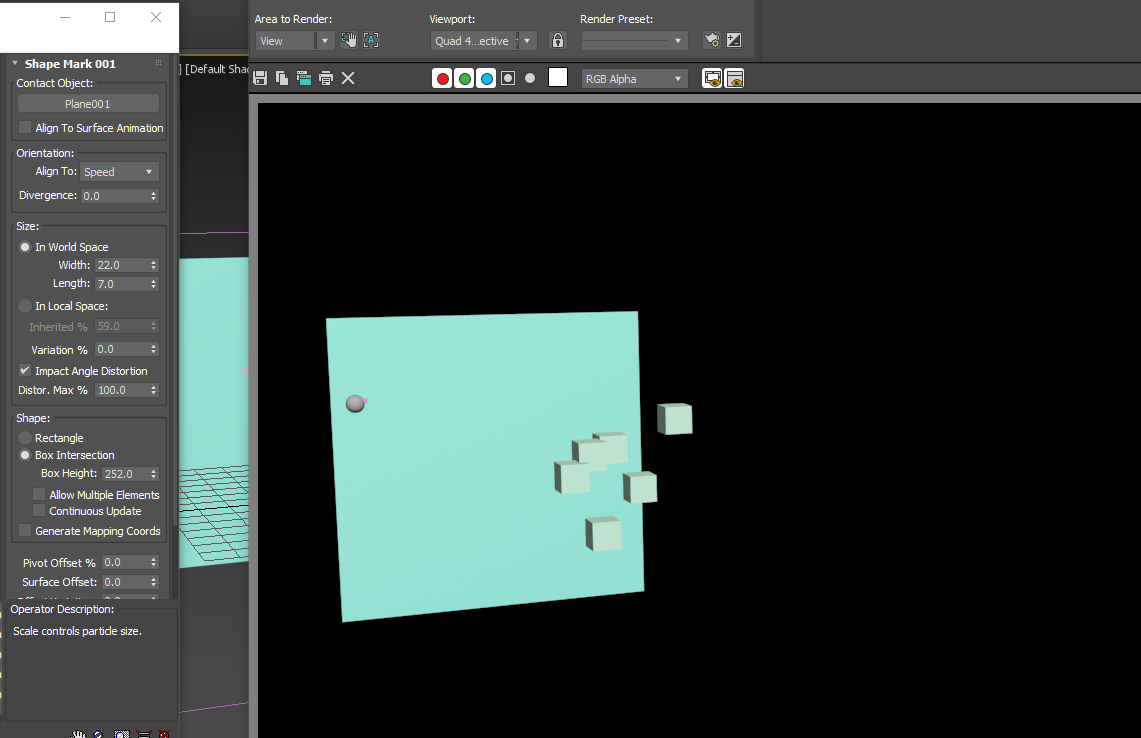 Area to Render:
Viewport:
Render Preset:
View
Quad 4...ective
RGB Alpha
] [Default Sha
Shape Mark 001
Contact Object:
Plane001
Align To Surface Animation
Orientation:
Align To: Speed
Divergence: 0.0
Size:
In World Space
Width: 22.0
Length: 7.0
In Local Space:
Inherited % 59.0
Variation % 0.0
Impact Angle Distortion
Distor. Max % 100.0
Shape:
Rectangle
Box Intersection
Box Height: 252.0
Allow Multiple Elements
Continuous Update
Generate Mapping Coords
Pivot Offset % 0.0
Surface Offset: 0.0
Operator Description:
Scale controls particle size.